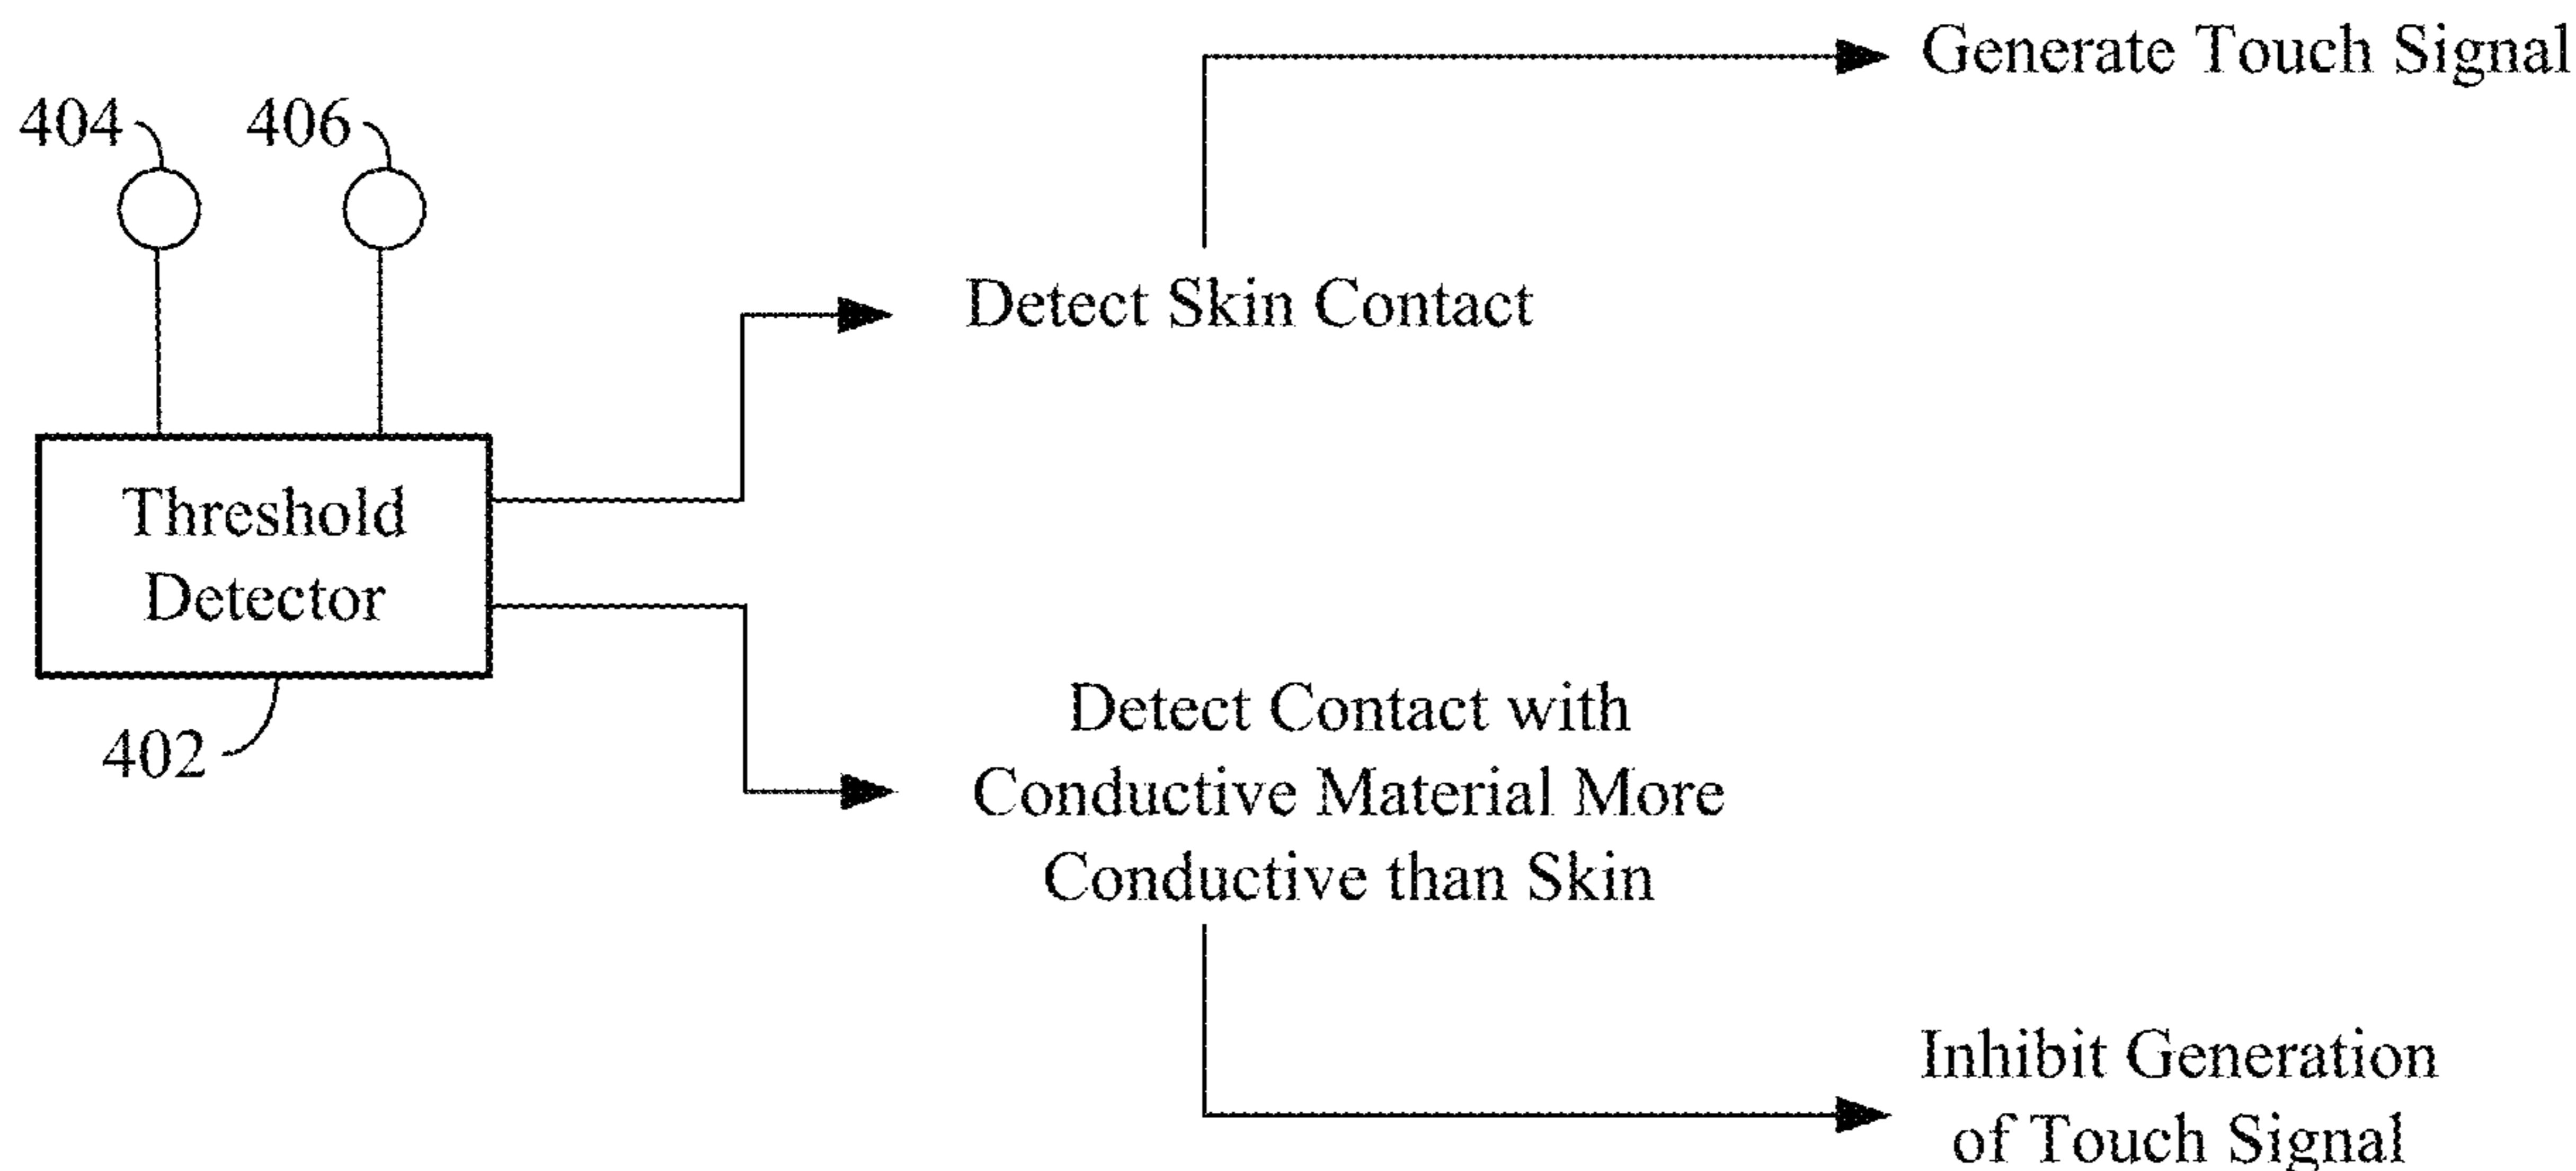 Generate Touch Signal
404
406
Detect Skin Contact
Threshold
Detector
402
Detect Contact with
Conductive Material More
Conductive than Skin
Inhibit Generation
of Touch Signal